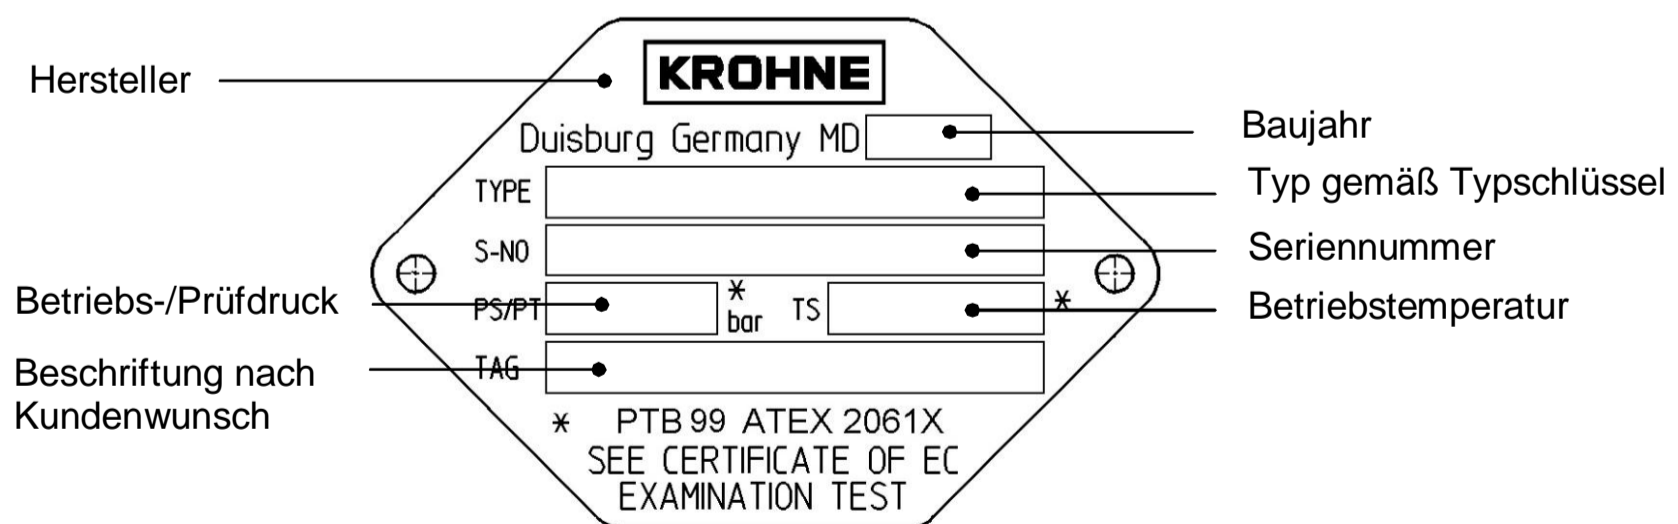 Hersteller
KROHNE
Duisburg Germany MD
Baujahr
TYPE
Typ gemäß Typschlüssel
S-NO
Seriennummer
Betriebs-/Prüfdruck
PS/PT * bar TS *
Betriebstemperatur
Beschriftung nach
Kundenwunsch
TAG
* PTB 99 ATEX 2061X
SEE CERTIFICATE OF EC
EXAMINATION TEST